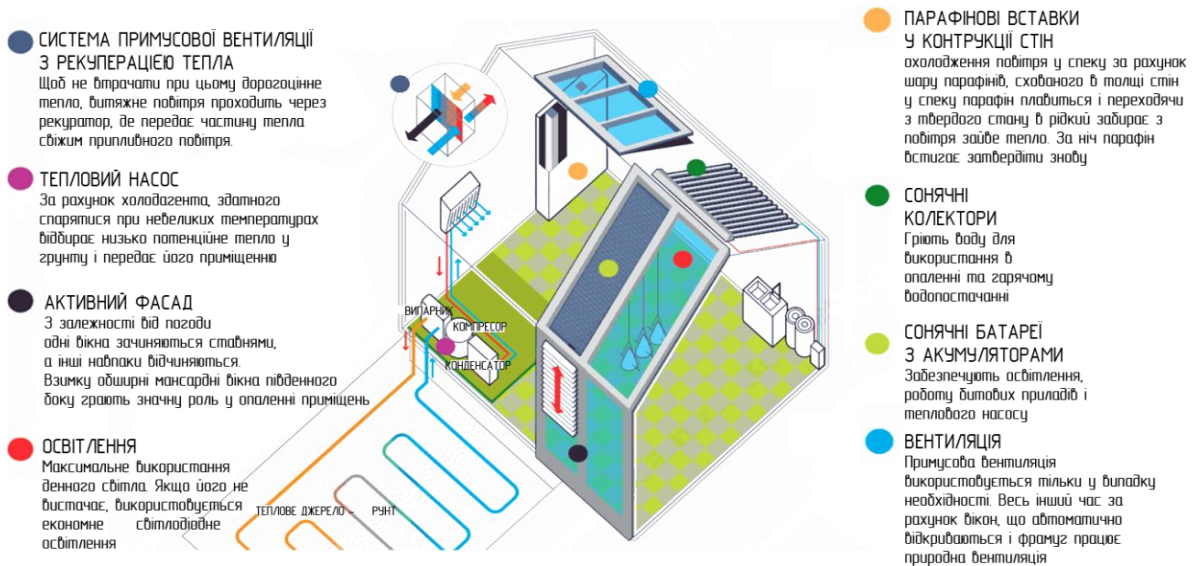 СИСТЕМА ПРИМУСОВОЇ ВЕНТИЛЯЦІЇ
З РЕКУПЕРАЦІЄЮ ТЕПЛА
Щоб не втрачати при цьому дорогоцінне
тепло, витяжне повітря проходить через
рекуратор, де передає частину тепла
свіжим припливного повітря.
ТЕПЛОВИЙ НАСОС
За рахунок холодагента, здатного
спарятися при невеликих температурах
відбирає низько потенційне тепло у
грунту і передає його приміщенню
АКТИВНИЙ ФАСАД
З залежності від погоди
одні вікна зачиняються ставнями,
а інші навпаки відчиняються.
Взимку обширні мансардні вікна південного
боку грають значну роль у опаленні приміщень
ОСВІТЛЕННЯ
Максимальне використання
денного світла. Якщо його не
вистачає, використовується
економне світлодіодне
освітлення
ВИПАРНИК
КОМПРЕСОР
КОНДЕНСАТОР
ТЕПЛОВЕ ДЖЕРЕЛО - РУНТ
ПАРАФІНОВІ ВСТАВКИ
У КОНТРУКЦІЇ СТІН
охолодження повітря у спеку за рахунок
шару парафінів, схованого в товщі стін
у спеку парафін плавиться і переходячи
з твердого стану в рідкий забирає з
повітря зайве тепло. За ніч парафін
встигає затвердіти знову
СОНЯЧНІ
КОЛЕКТОРИ
Гріють воду для
використання в
опаленні та гарячому
водопостачанні
СОНЯЧНІ БАТАРЕЇ
З АКУМУЛЯТОРАМИ
Забезпечують освітлення,
роботу битових приладів і
теплового насосу
ВЕНТИЛЯЦІЯ
Примусова вентиляція
використовується тільки у випадку
необхідності. Весь інший час за
рахунок вікон, що автоматично
відкриваються і фрамуг працює
природна вентиляція